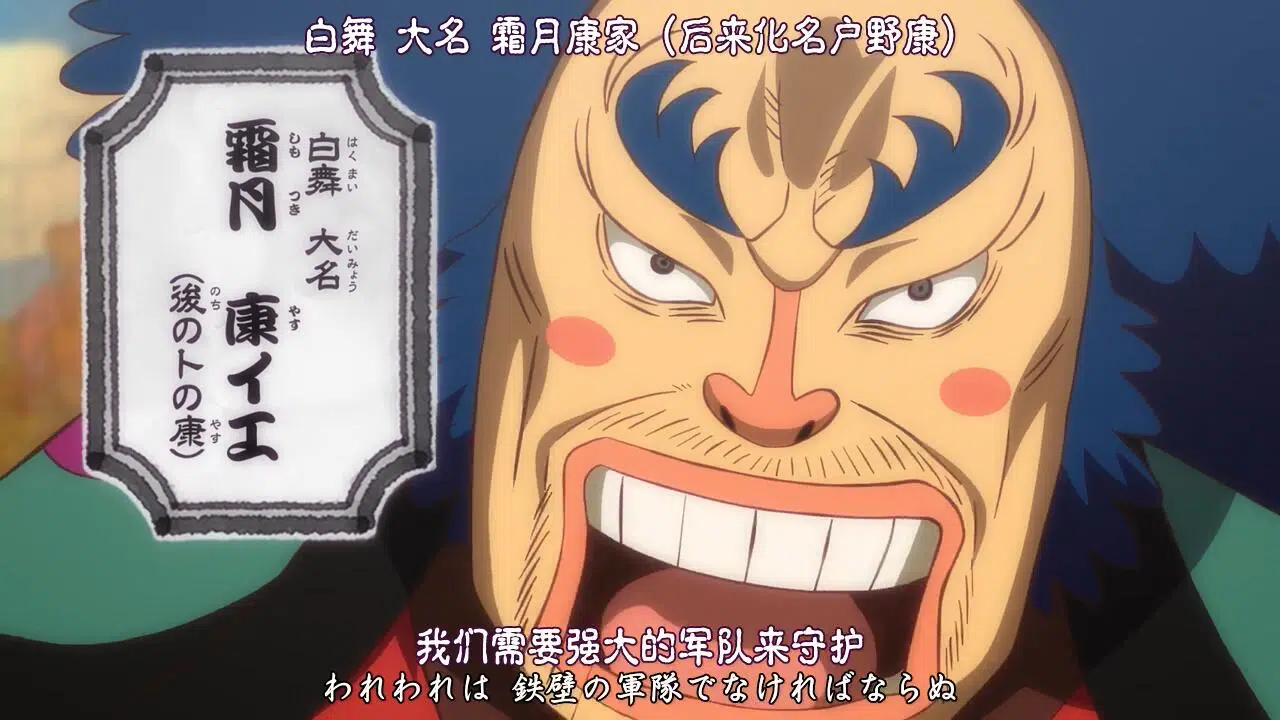 白舞 大名 霜月康家（后来化名户野康）
白舞 大名
はくまい だいみょう
霜月 康イエ
しもつき やす
（後のトの康）
のち やす
我们需要强大的军队来守护
われわれは 鉄壁の軍隊でなければならぬ